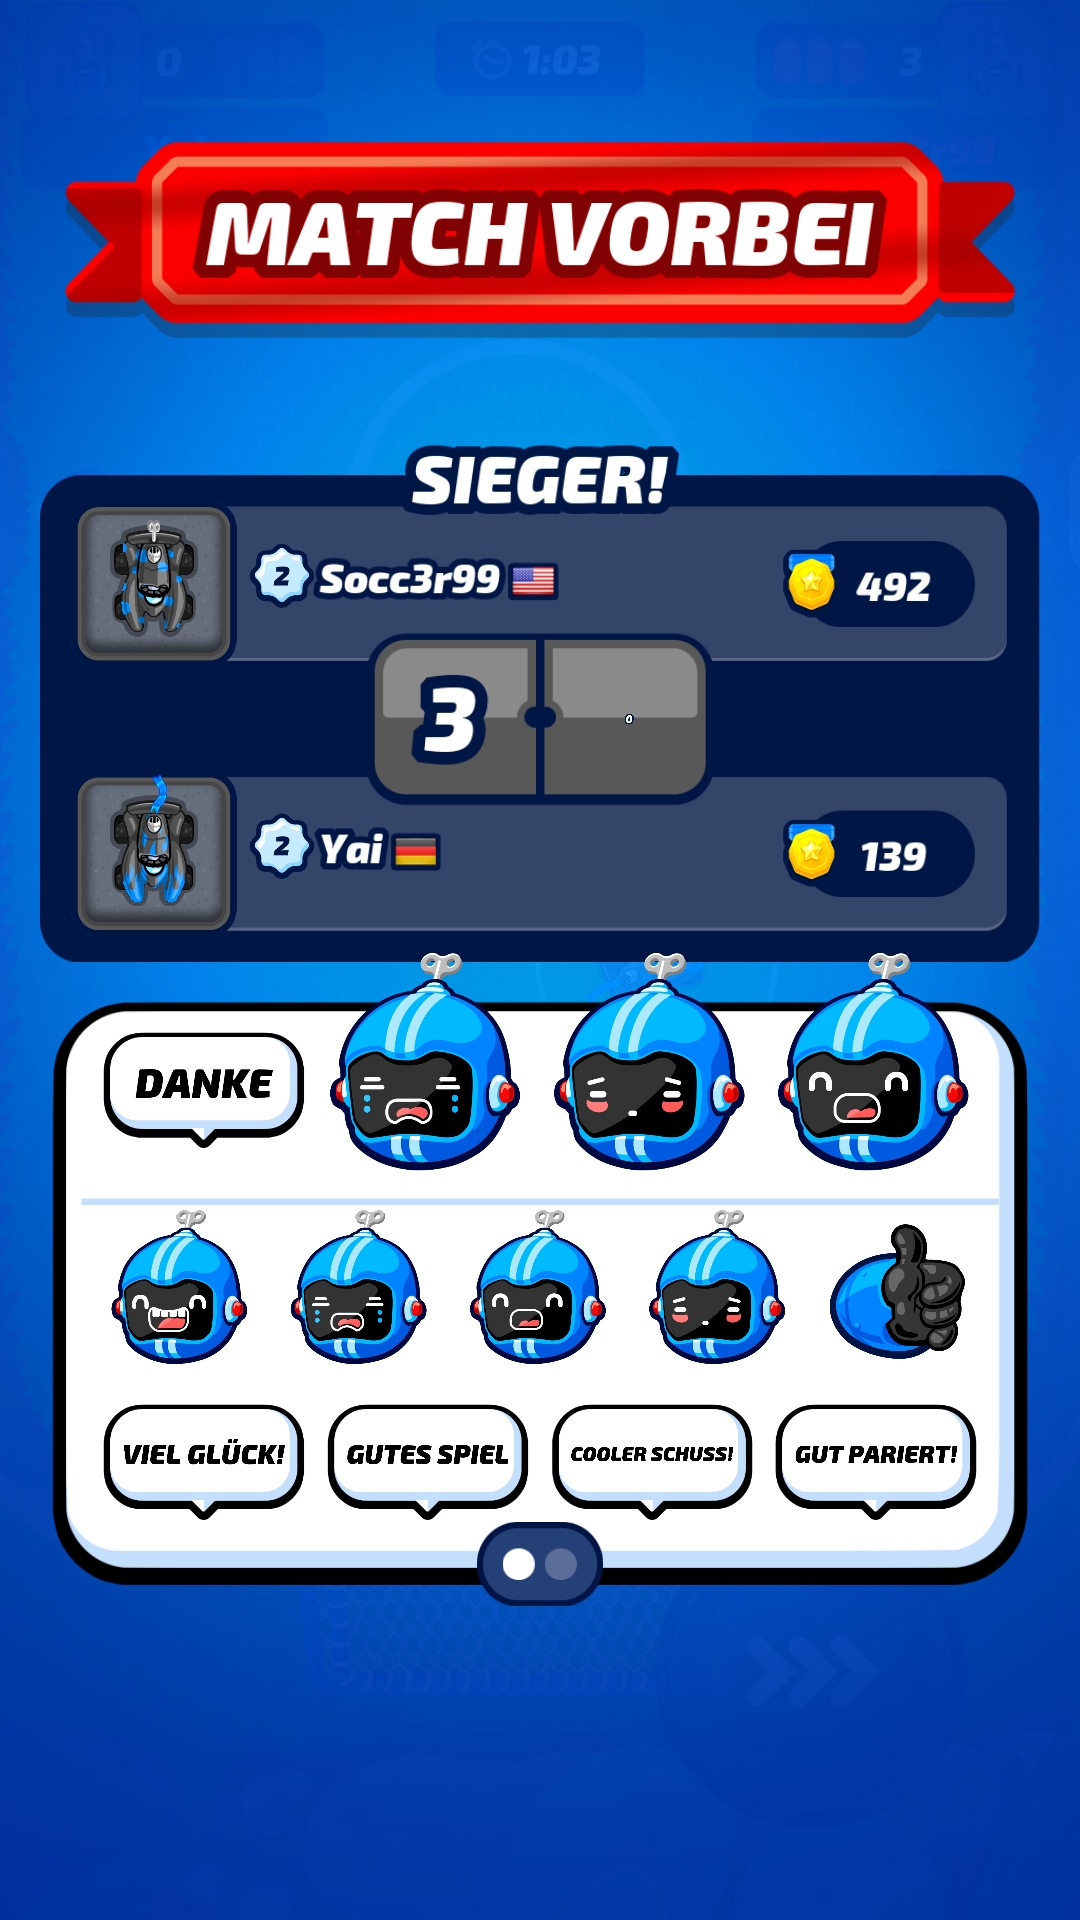 0
1:03
3
MATCH VORBEI
SIEGER!
2
Socc3r99
492
3
0
2
Yai
139
DANKE
VIEL GLÜCK!
GUTES SPIEL
COOLER SCHUSS!
GUT PARIERT!